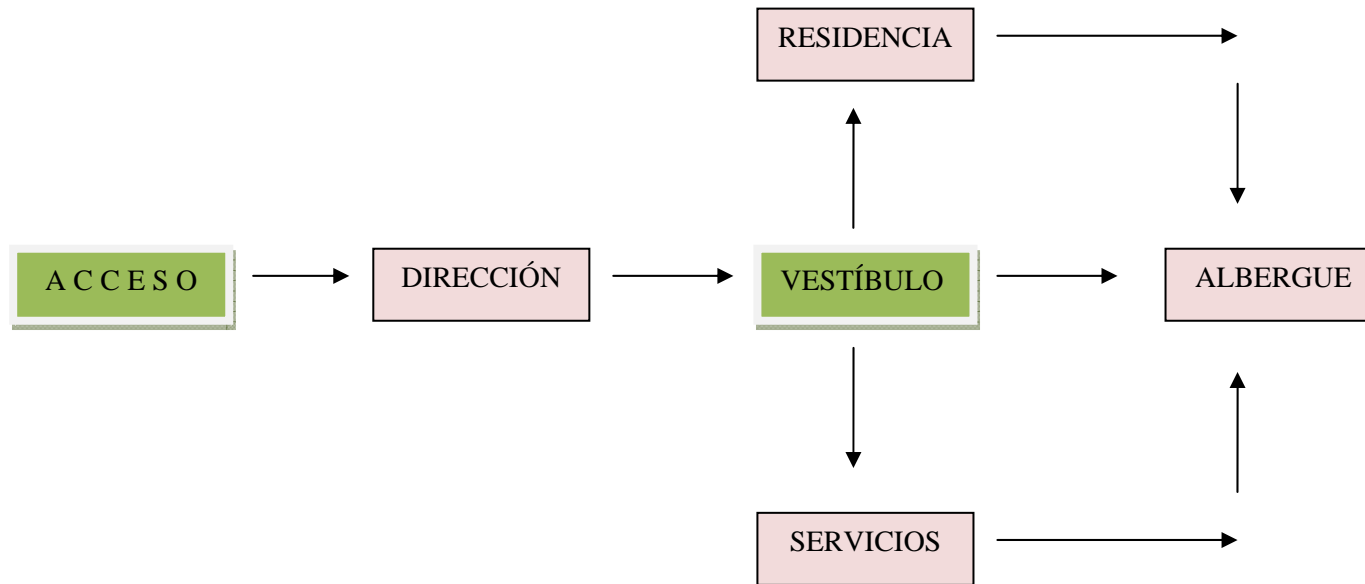 RESIDENCIA
A C C E S O
DIRECCIÓN
VESTÍBULO
ALBERGUE
SERVICIOS